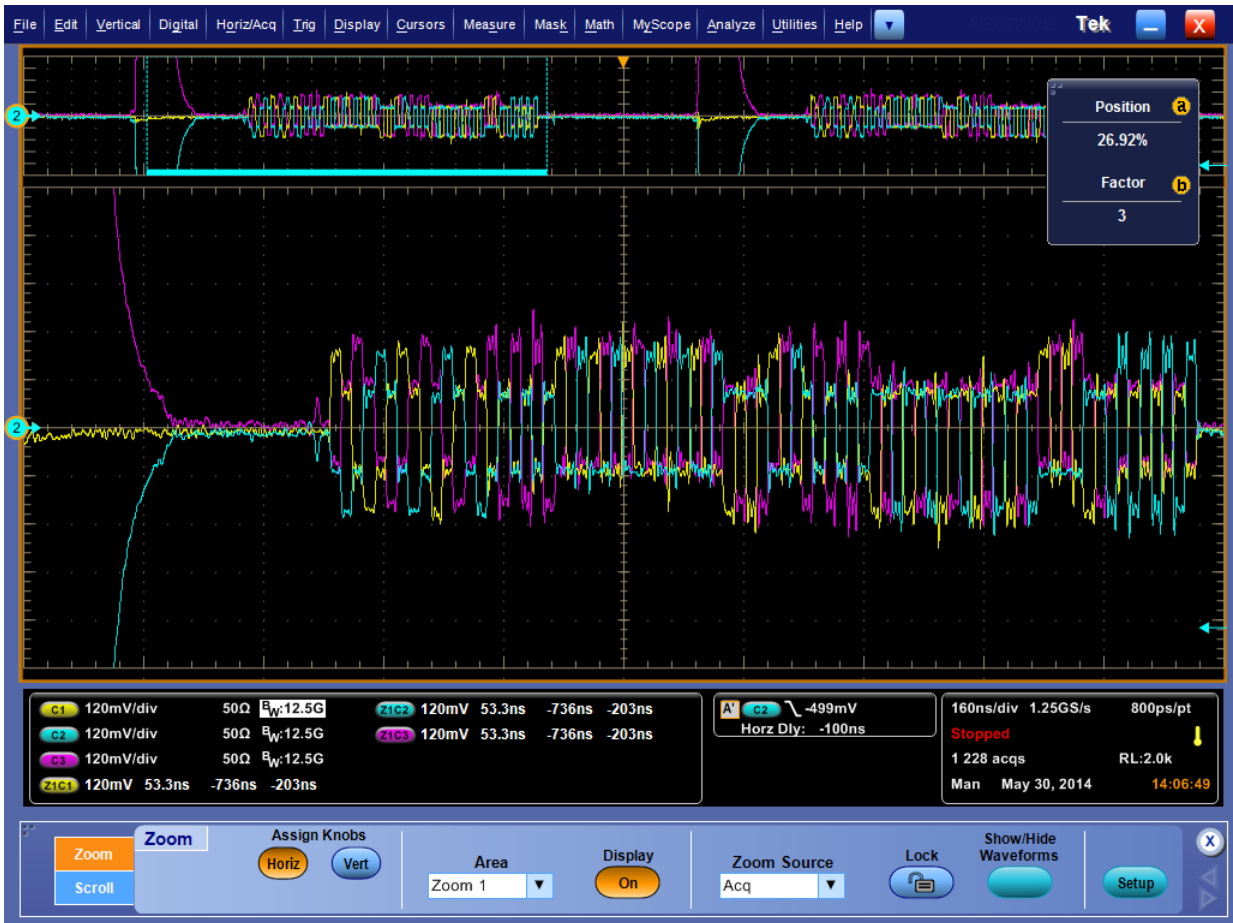 File Edit Vertical Digital Horiz/Acq Trig Display Cursors Measure Mask Math MyScope Analyze Utilities Help Tek X
2
Position a
26.92%
Factor b
3
2
C1 120mV/div 50Ω BW:12.5G
C2 120mV/div 50Ω BW:12.5G
C3 120mV/div 50Ω BW:12.5G
Z1C1 120mV 53.3ns -736ns -203ns
Z1C2 120mV 53.3ns -736ns -203ns
Z1C3 120mV 53.3ns -736ns -203ns
A' C2 -499mV
Horz Dly: -100ns
160ns/div 1.25GS/s 800ps/pt
Stopped
1 228 acqs RL:2.0k
Man May 30, 2014 14:06:49
Zoom
Scroll
Zoom
Assign Knobs
Horiz Vert
Area
Zoom 1
Display
On
Zoom Source
Acq
Lock
Show/Hide
Waveforms
Setup
X